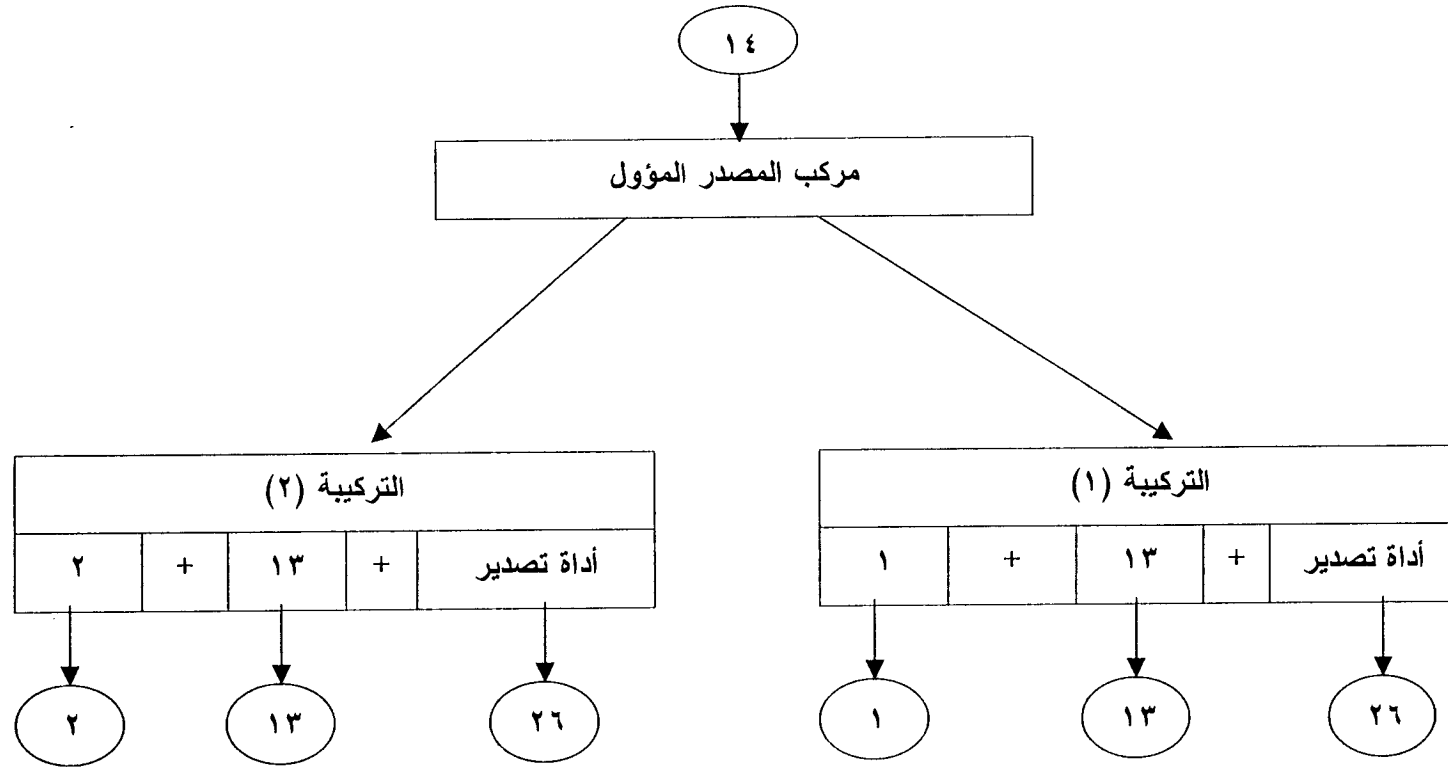 ١٤
مركب المصدر المؤول
التركيبة (١)
أداة تصدير + ١٣ + ١
٢٦ ١٣ ١
التركيبة (٢)
أداة تصدير + ١٣ + ٢
٢٦ ١٣ ٢